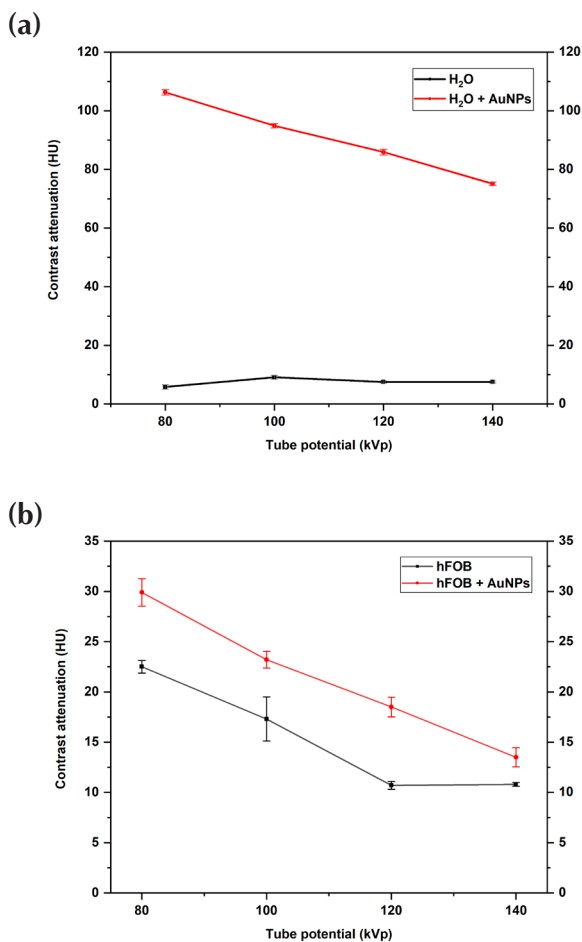 (a)
120
100
80
60
40
20
0
120
100
80
60
40
20
0
H₂O
H₂O + AuNPs
Contrast attenuation (HU)
80 100 120 140
Tube potential (kVp)
(b)
35
30
25
20
15
10
5
0
35
30
25
20
15
10
5
0
hFOB
hFOB + AuNPs
Contrast attenuation (HU)
80 100 120 140
Tube potential (kVp)